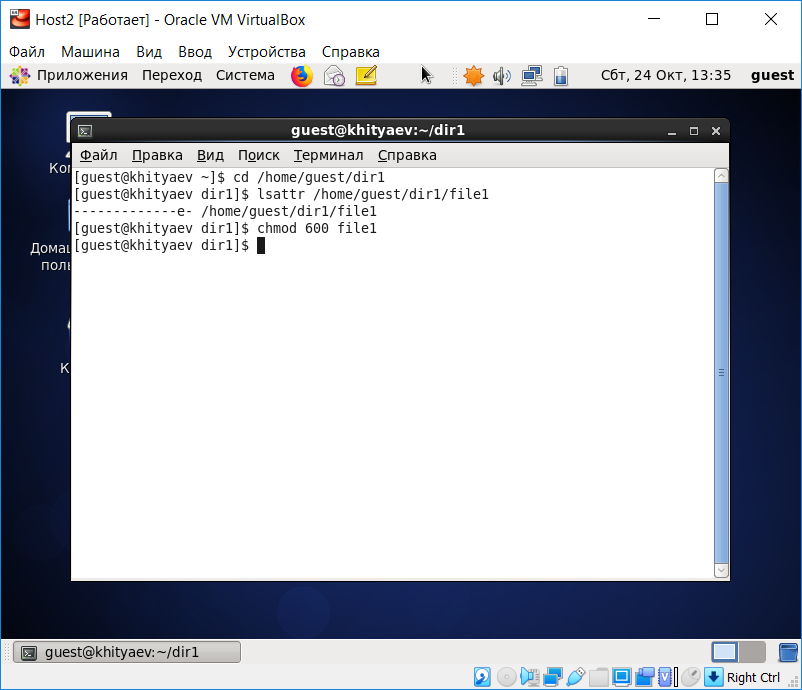 Host2 [Работает] - Oracle VM VirtualBox
Файл Машина Вид Ввод Устройства Справка
Приложения Переход Система Сбт, 24 Окт, 13:35 guest
guest@khityaev:~/dir1
Файл Правка Вид Поиск Терминал Справка
[guest@khityaev ~]$ cd /home/guest/dir1
[guest@khityaev dir1]$ lsattr /home/guest/dir1/file1
-------------e- /home/guest/dir1/file1
[guest@khityaev dir1]$ chmod 600 file1
[guest@khityaev dir1]$
guest@khityaev:~/dir1
Right Ctrl